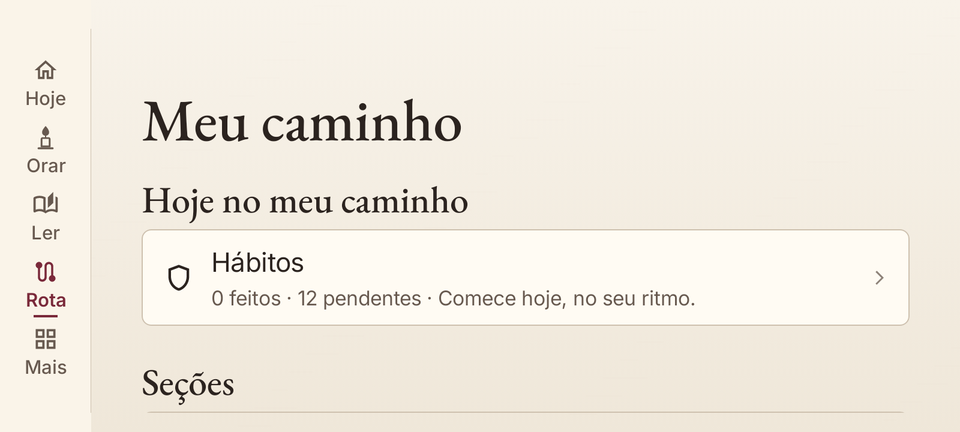 Hoje
Orar
Ler
Rota
Mais
Meu caminho
Hoje no meu caminho
Hábitos
0 feitos · 12 pendentes · Comece hoje, no seu ritmo.
Seções